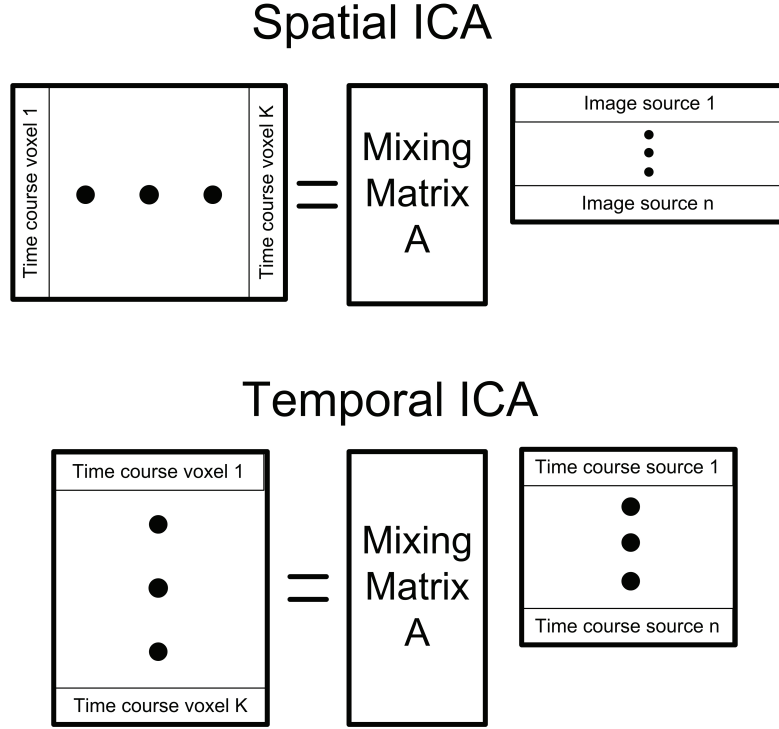 Spatial ICA
Time course voxel 1
Time course voxel K
=
Mixing
Matrix
A
Image source 1
Image source n
Temporal ICA
Time course voxel 1
Time course voxel K
=
Mixing
Matrix
A
Time course source 1
Time course source n